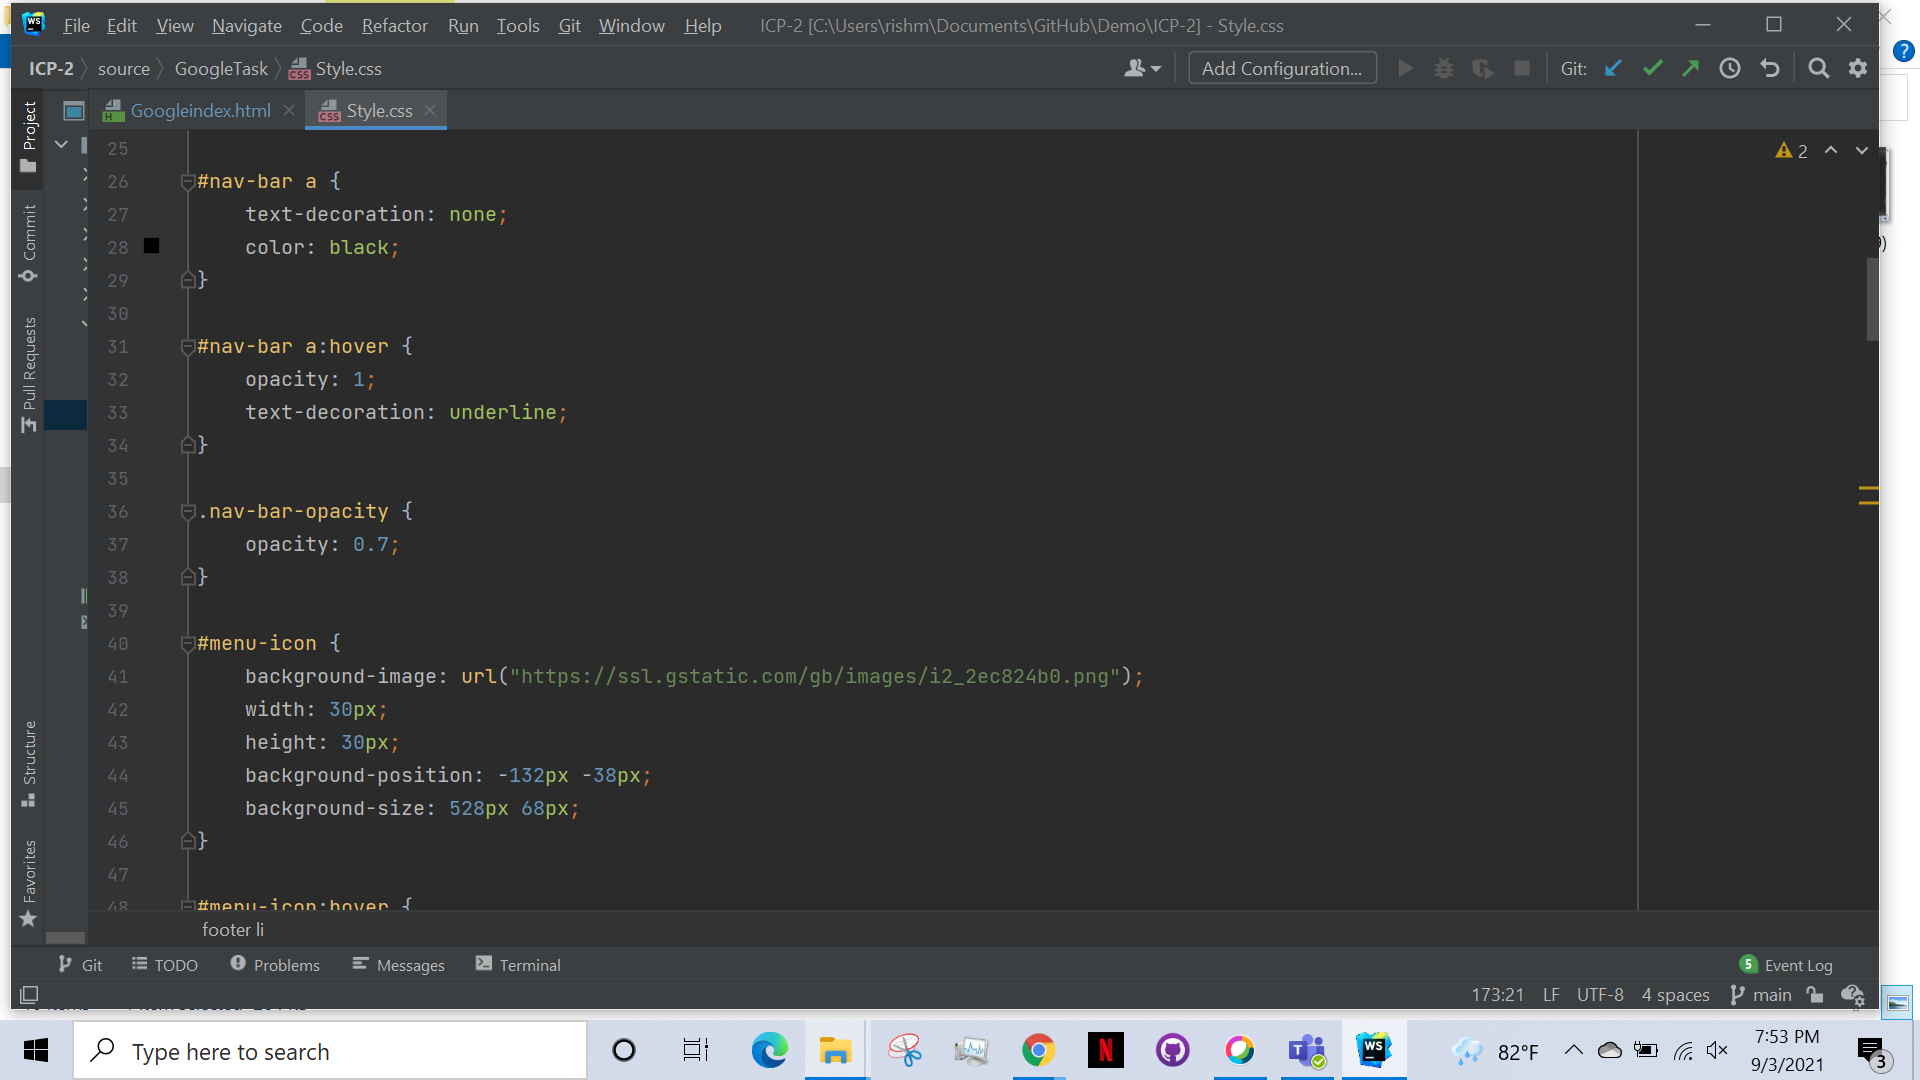 File Edit View Navigate Code Refactor Run Tools Git Window Help ICP-2 [C:\Users\rishm\Documents\GitHub\Demo\ICP-2] - Style.css
ICP-2 source GoogleTask Style.css Add Configuration... Git:
Googleindex.html Style.css
Project
Commit
Pull Requests
Structure
Favorites
2
25
26 #nav-bar a {
27 text-decoration: none;
28 color: black;
29 }
30
31 #nav-bar a:hover {
32 opacity: 1;
33 text-decoration: underline;
34 }
35
36 .nav-bar-opacity {
37 opacity: 0.7;
38 }
39
40 #menu-icon {
41 background-image: url("https://ssl.gstatic.com/gb/images/i2_2ec824b0.png");
42 width: 30px;
43 height: 30px;
44 background-position: -132px -38px;
45 background-size: 528px 68px;
46 }
47
48 #menu-icon:hover {
footer li
Git TODO Problems Messages Terminal 5 Event Log
173:21 LF UTF-8 4 spaces main
Type here to search
82°F
7:53 PM
9/3/2021
3